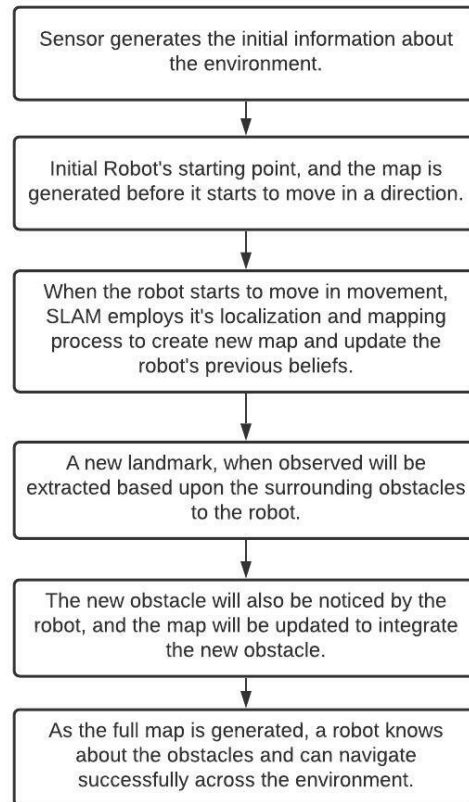 Sensor generates the initial information about
the environment.
Initial Robot's starting point, and the map is
generated before it starts to move in a direction.
When the robot starts to move in movement,
SLAM employs it's localization and mapping
process to create new map and update the
robot's previous beliefs.
A new landmark, when observed will be
extracted based upon the surrounding obstacles
to the robot.
The new obstacle will also be noticed by the
robot, and the map will be updated to integrate
the new obstacle.
As the full map is generated, a robot knows
about the obstacles and can navigate
successfully across the environment.